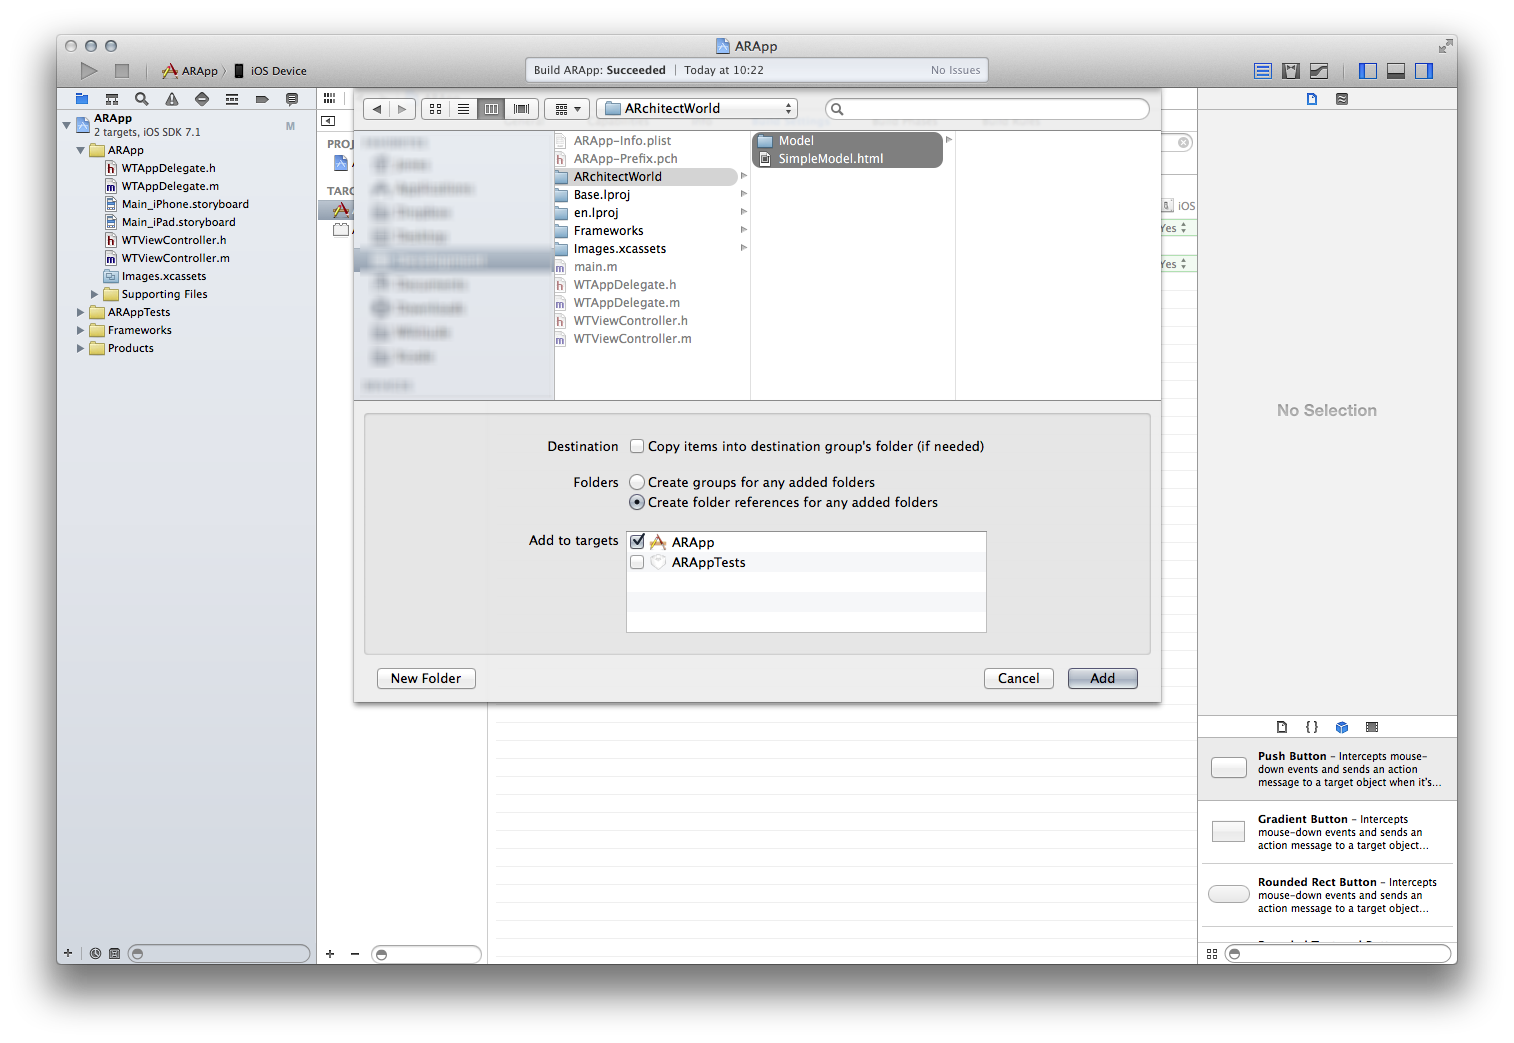 ARApp
ARApp
iOS Device
Build ARApp: Succeeded | Today at 10:22
No Issues
ARApp
2 targets, iOS SDK 7.1
M
ARApp
WTAppDelegate.h
WTAppDelegate.m
Main_iPhone.storyboard
Main_iPad.storyboard
WTViewController.h
WTViewController.m
Images.xcassets
Supporting Files
ARAppTests
Frameworks
Products
PROJ
TARG
ARchitectWorld
ARApp-Info.plist
ARApp-Prefix.pch
ARchitectWorld
Base.lproj
en.lproj
Frameworks
Images.xcassets
main.m
WTAppDelegate.h
WTAppDelegate.m
WTViewController.h
WTViewController.m
Model
SimpleModel.html
iOS
Yes
Yes
Destination
Copy items into destination group's folder (if needed)
Folders
Create groups for any added folders
Create folder references for any added folders
Add to targets
ARApp
ARAppTests
New Folder
Cancel
Add
No Selection
Push Button – Intercepts mouse-
down events and sends an action
message to a target object when it's...
Gradient Button – Intercepts
mouse-down events and sends an
action message to a target object...
Rounded Rect Button – Intercepts
mouse-down events and sends an
action message to a target object...